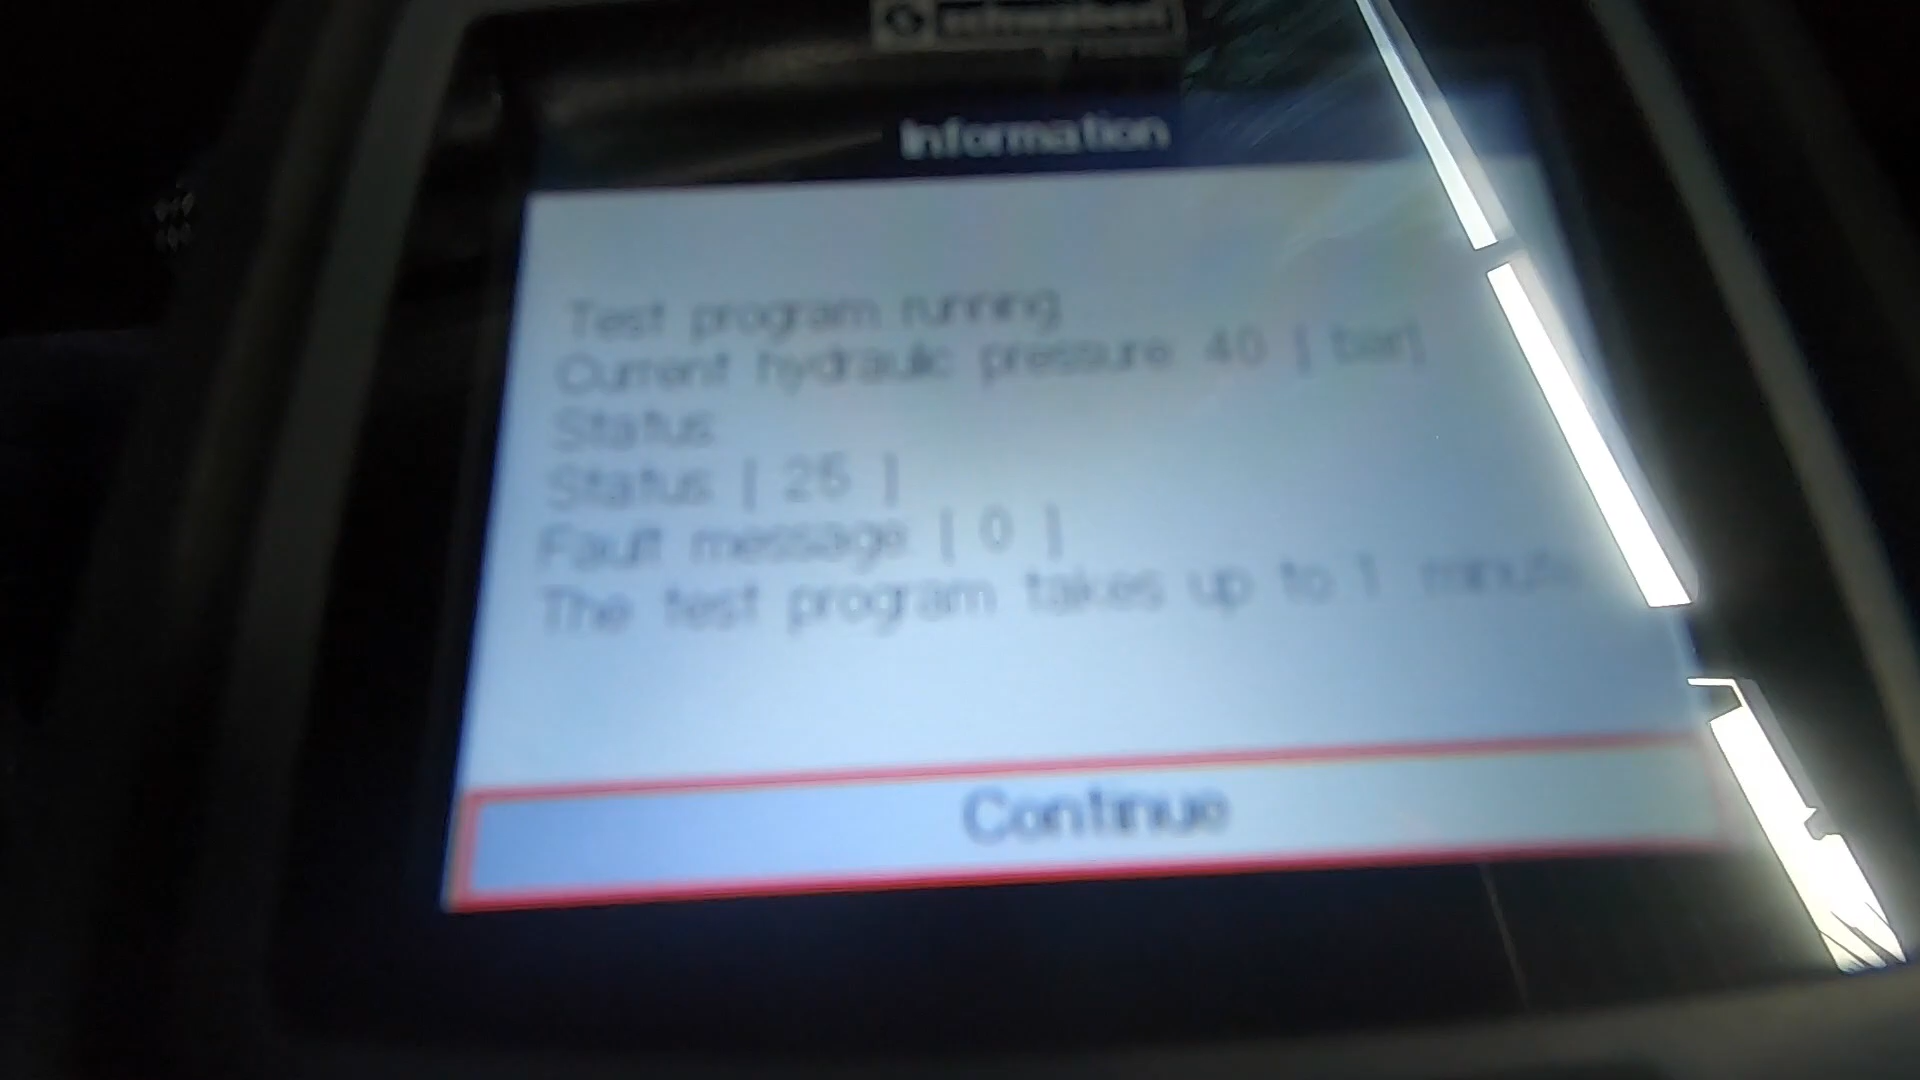 Information
Test program running
Current hydraulic pressure 40 [ bar]
Status
Status [ 25 ]
Fault message [ 0 ]
The test program takes up to 1
Continue